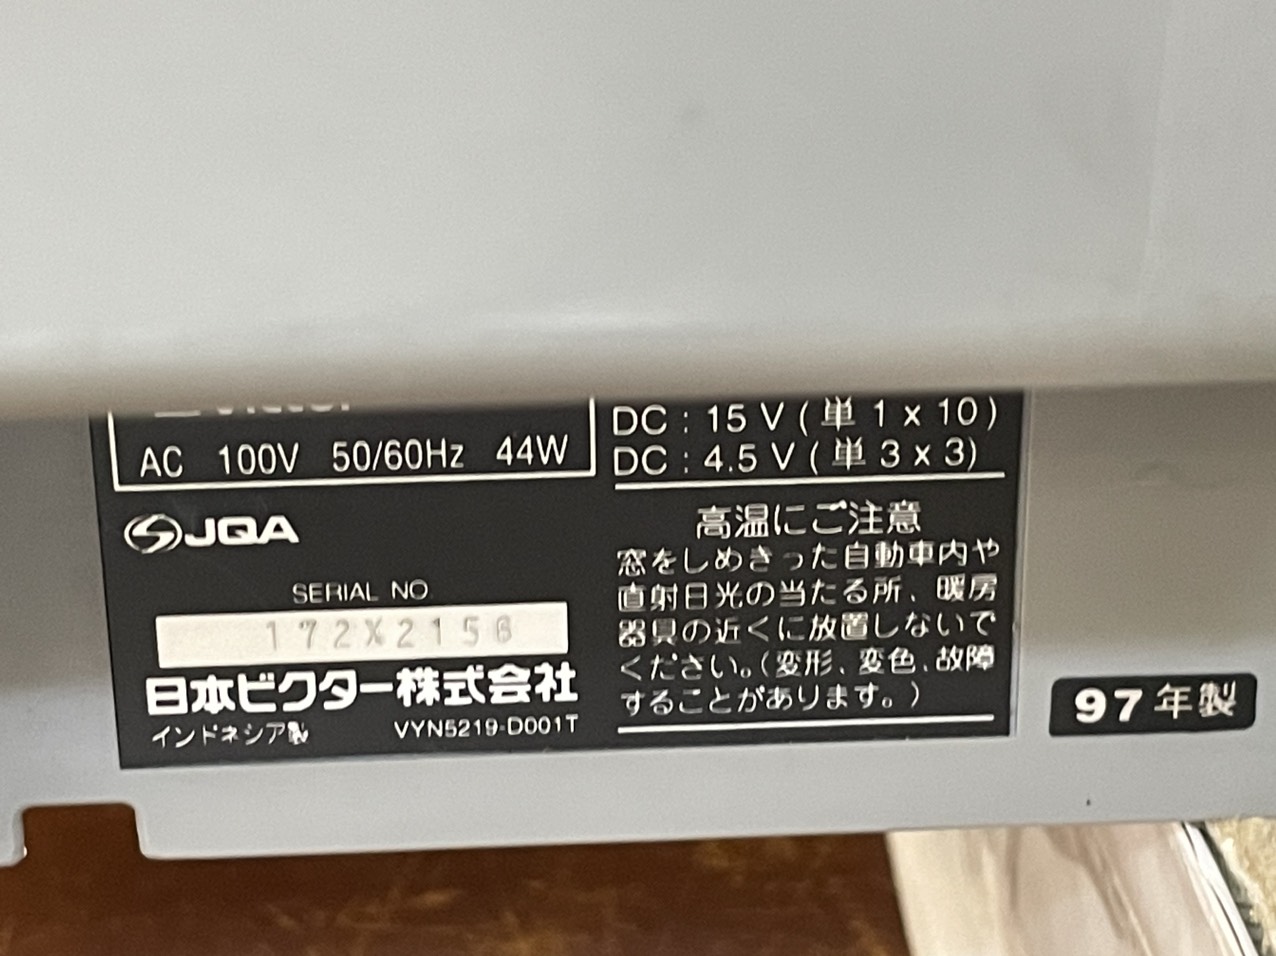 AC 100V 50/60Hz 44W
JQA
SERIAL NO
172X2156
日本ビクター株式会社
インドネシア製 VYN5219-D001T
DC : 15 V ( 単 1 x 10 )
DC : 4.5 V ( 単 3 x 3)
高温にご注意
窓をしめきった自動車内や
直射日光の当たる所、暖房
器具の近くに放置しないで
ください。(変形、変色、故障
することがあります。)
97年製